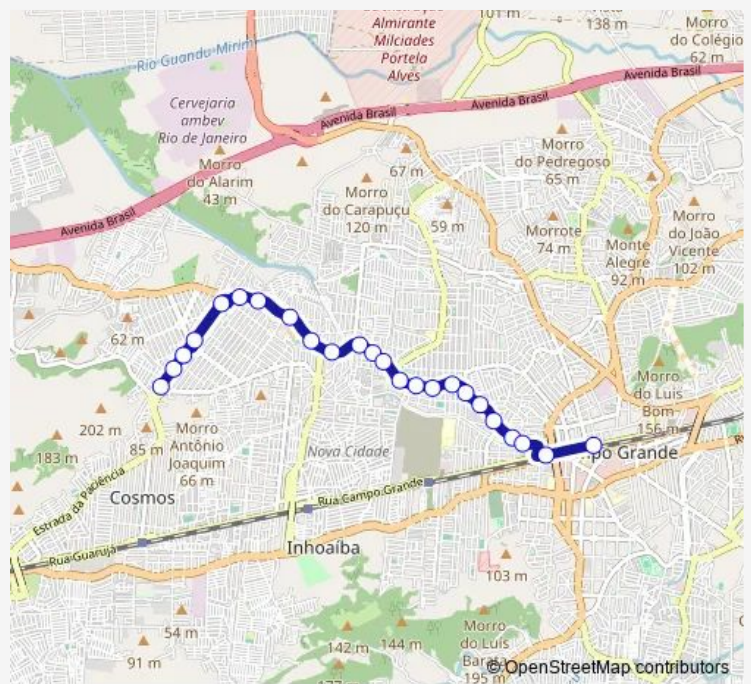 101 m
138 m
Morro
do Colégio
62 m
Almirante
Milciades
Portela
Alves
Rio Guandu Mirim
Avenida Brasil
Avenida Brasil
Avenida Brasil
Cervejaria
ambev
Rio de Janeiro
Morro
do Alarim
43 m
67 m
Morro
do Pedregoso
65 m
Morro
do Carapuçu
120 m
59 m
Morrote
74 m
Morro
do João
Vicente
102 m
Monte
Alegre
92 m
Avenida Brasil
62 m
Morro
do Luis
Bom
156 m
202 m
85 m
183 m
Morro
Antônio
Joaquim
66 m
Nova Cidade
po Grande
Estrada da Paciência
Cosmos
Rua Campo Grande
Rua Guarujá
Inhoaíba
103 m
54 m
142 m
144 m
91 m
Morro
do Luís
195 m
© OpenStreetMap contributors